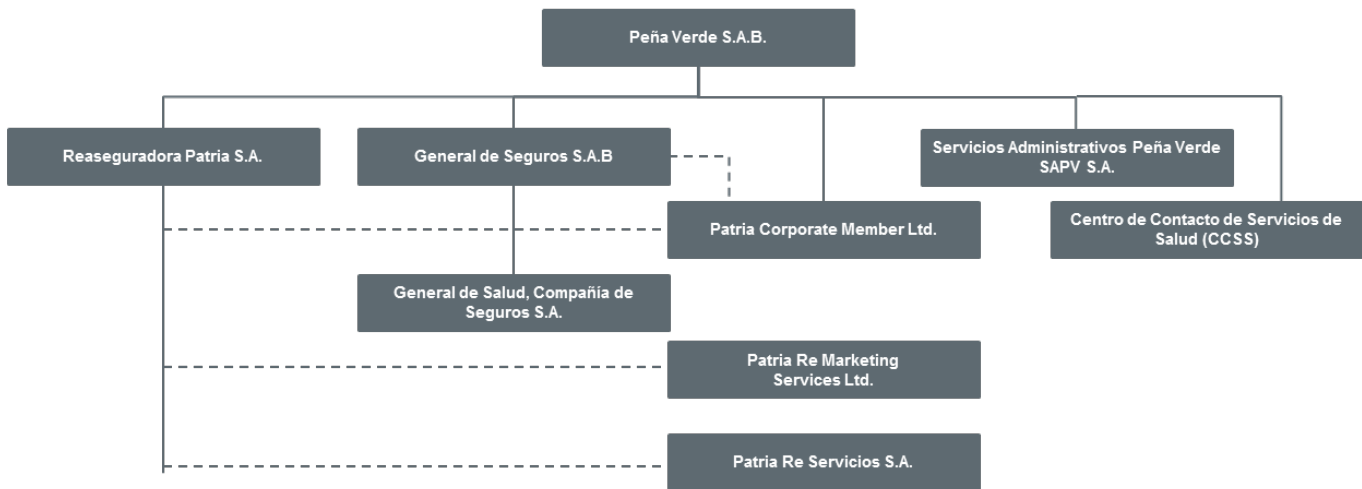 Peña Verde S.A.B.
Reaseguradora Patria S.A.
General de Seguros S.A.B
Servicios Administrativos Peña Verde
SAPV S.A.
Patria Corporate Member Ltd.
Centro de Contacto de Servicios de
Salud (CCSS)
General de Salud, Compañía de
Seguros S.A.
Patria Re Marketing
Services Ltd.
Patria Re Servicios S.A.